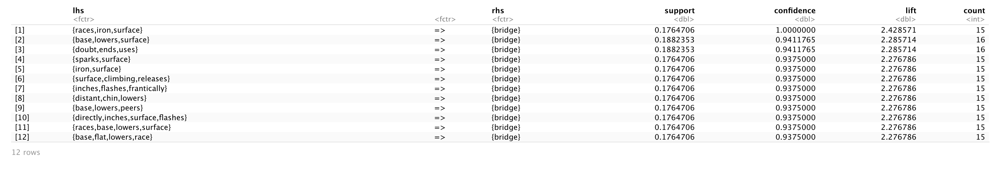 lhs rhs support confidence lift count
<fctr> <fctr> <fctr> <dbl> <dbl> <dbl> <int>
[1] {races,iron,surface} => {bridge} 0.1764706 1.0000000 2.428571 15
[2] {base,lowers,surface} => {bridge} 0.1882353 0.9411765 2.285714 16
[3] {doubt,ends,uses} => {bridge} 0.1882353 0.9411765 2.285714 16
[4] {sparks,surface} => {bridge} 0.1764706 0.9375000 2.276786 15
[5] {iron,surface} => {bridge} 0.1764706 0.9375000 2.276786 15
[6] {surface,climbing,releases} => {bridge} 0.1764706 0.9375000 2.276786 15
[7] {inches,flashes,frantically} => {bridge} 0.1764706 0.9375000 2.276786 15
[8] {distant,chin,lowers} => {bridge} 0.1764706 0.9375000 2.276786 15
[9] {base,lowers,peers} => {bridge} 0.1764706 0.9375000 2.276786 15
[10] {directly,inches,surface,flashes} => {bridge} 0.1764706 0.9375000 2.276786 15
[11] {races,base,lowers,surface} => {bridge} 0.1764706 0.9375000 2.276786 15
[12] {base,flat,lowers,race} => {bridge} 0.1764706 0.9375000 2.276786 15
12 rows